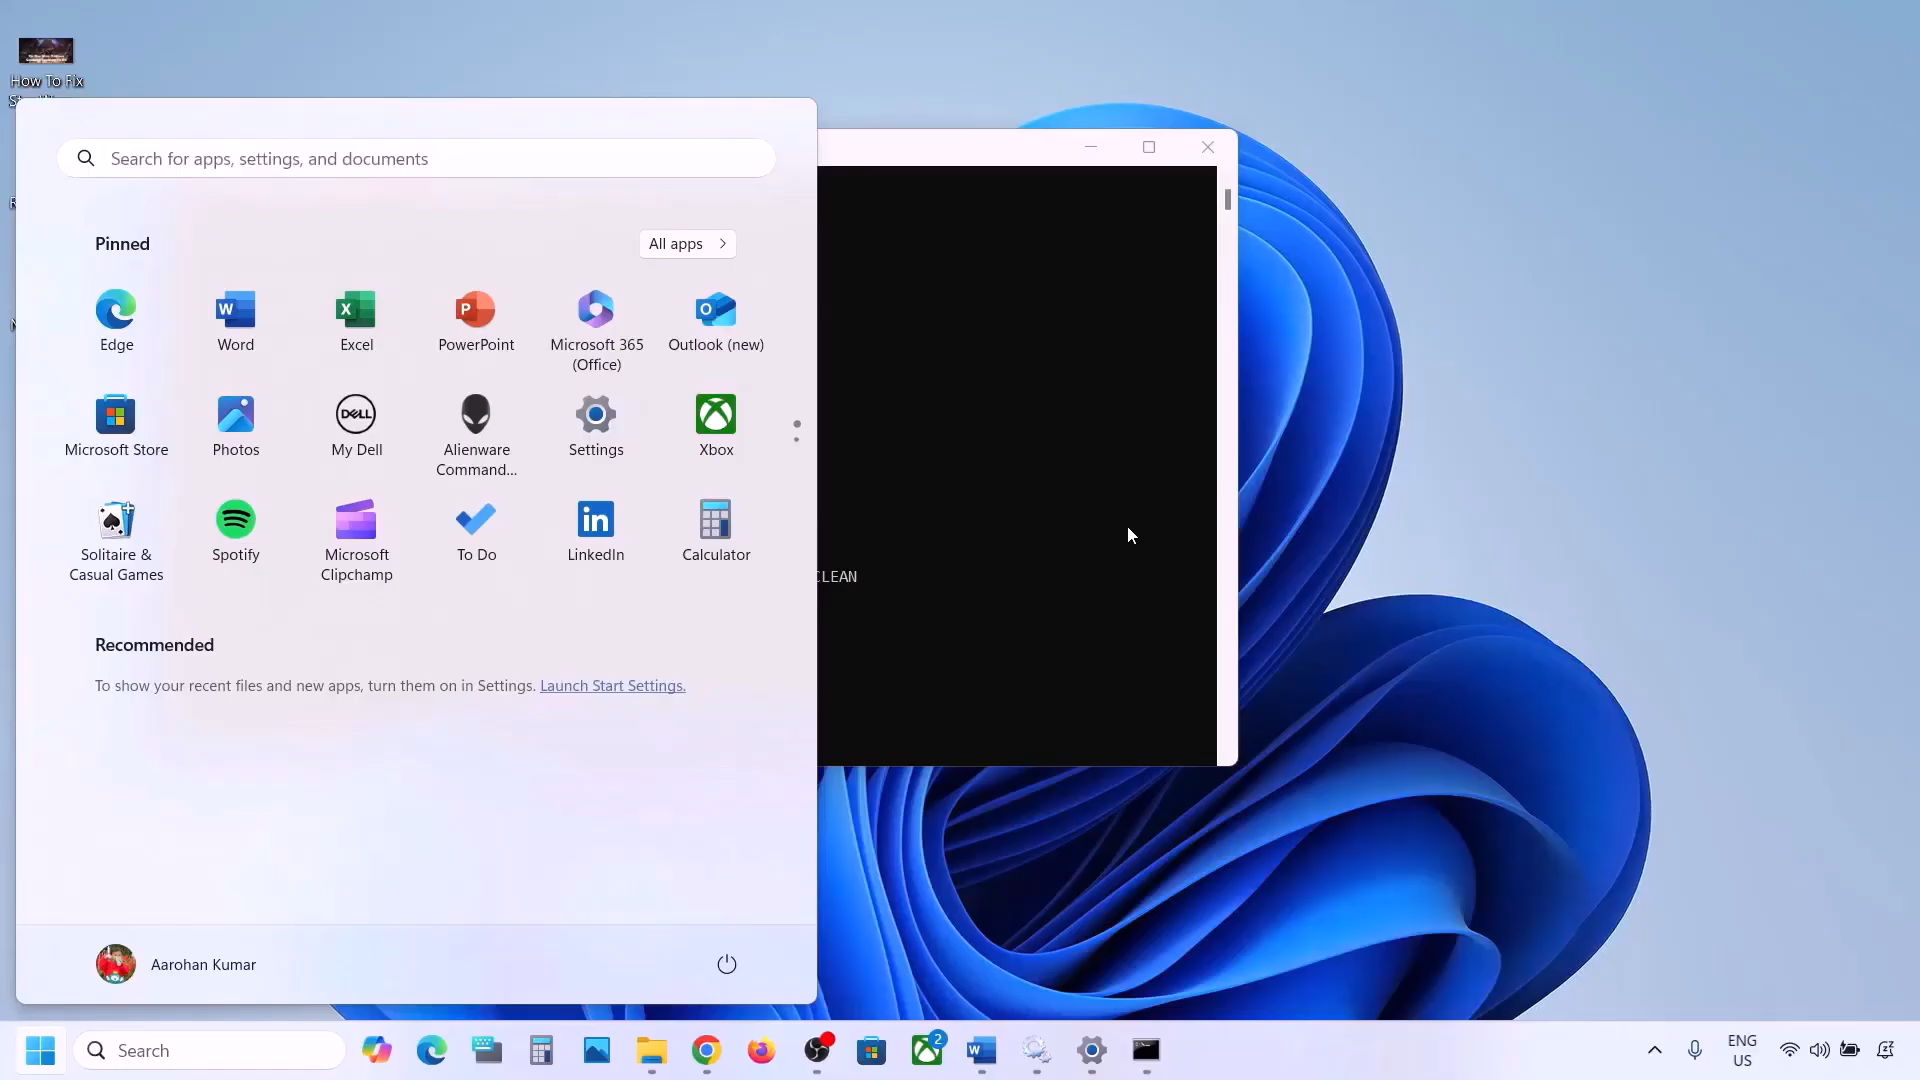 How To Fix
Search for apps, settings, and documents
Pinned
All apps
Edge
Word
Excel
PowerPoint
Microsoft 365
(Office)
Outlook (new)
Microsoft Store
Photos
DELL
My Dell
Alienware
Command...
Settings
Xbox
Solitaire &
Casual Games
Spotify
Microsoft
Clipchamp
To Do
LinkedIn
Calculator
CLEAN
Recommended
To show your recent files and new apps, turn them on in Settings. Launch Start Settings.
Aarohan Kumar
Search
2
ENG
US